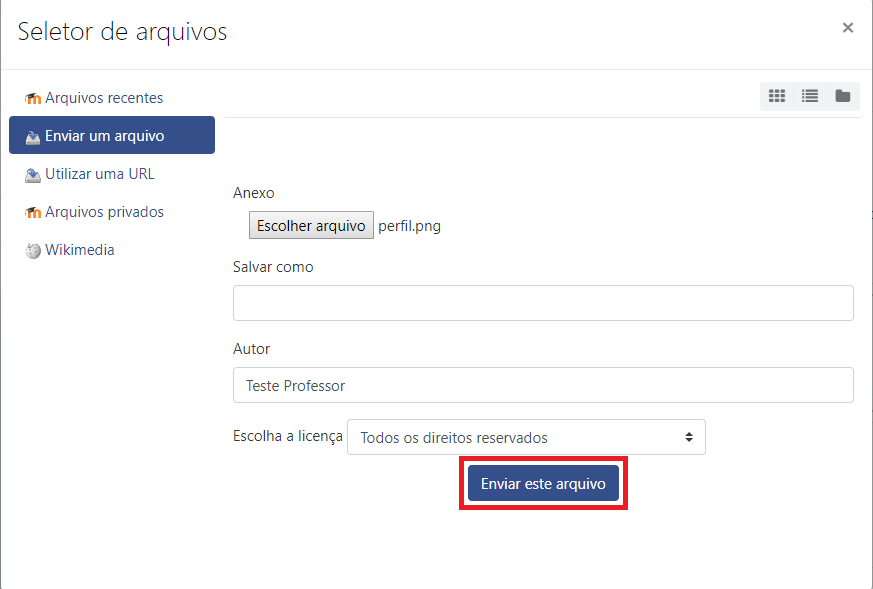 Seletor de arquivos
×
Arquivos recentes
Enviar um arquivo
Utilizar uma URL
Arquivos privados
Wikimedia
Anexo
Escolher arquivo perfil.png
Salvar como
Autor
Teste Professor
Escolha a licença Todos os direitos reservados
Enviar este arquivo